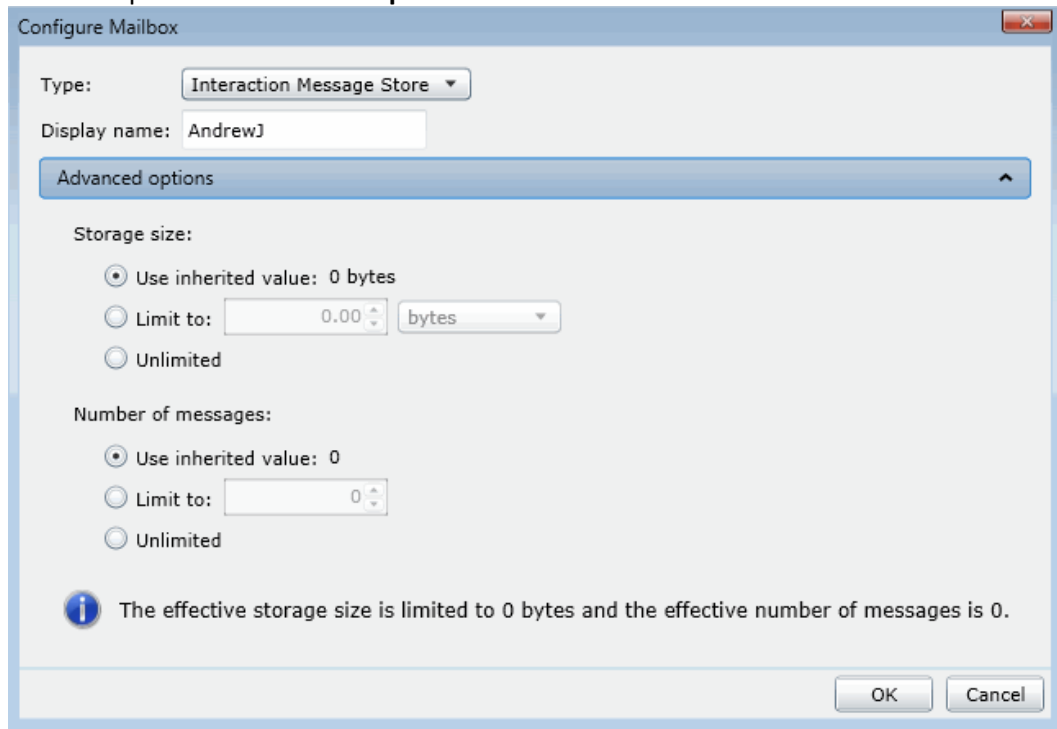 Configure Mailbox
Type: Interaction Message Store
Display name: AndrewJ
Advanced options
Storage size:
Use inherited value: 0 bytes
Limit to: 0.00 bytes
Unlimited
Number of messages:
Use inherited value: 0
Limit to: 0
Unlimited
The effective storage size is limited to 0 bytes and the effective number of messages is 0.
OK Cancel